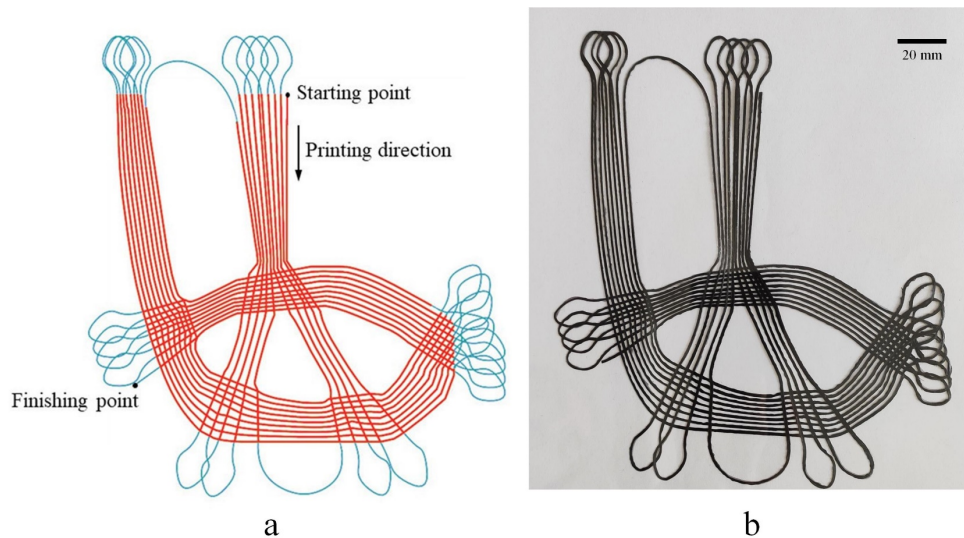 20 mm
Starting point
Printing direction
Finishing point
a
b